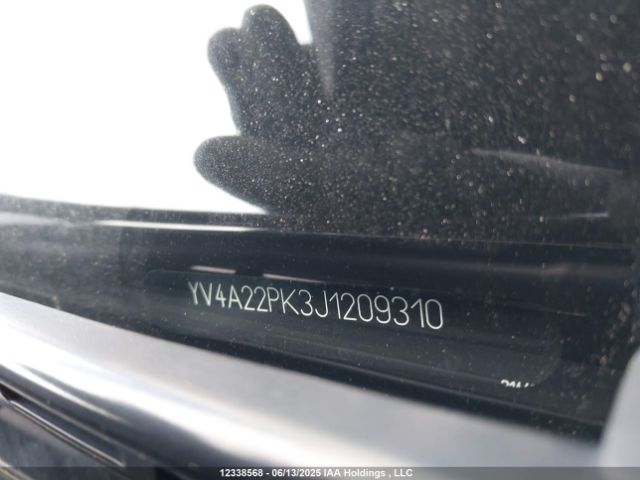 YV4A22PK3J1209310
12338568 - 06/13/2025 IAA Holdings , LLC